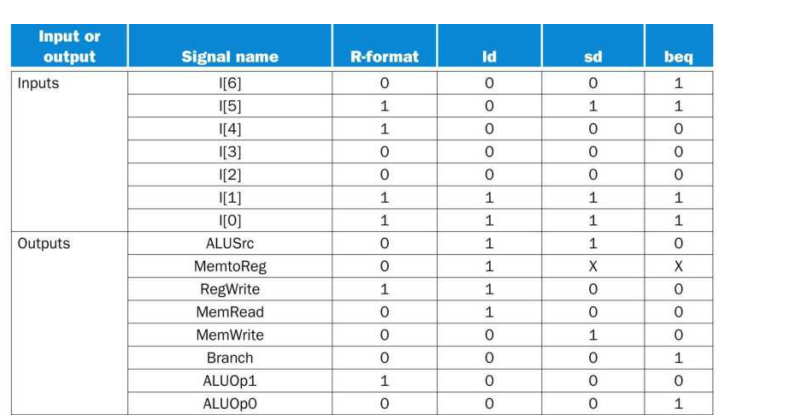 Input or output Signal name R-format ld sd beq
Inputs I[6] 0 0 0 1
I[5] 1 0 1 1
I[4] 1 0 0 0
I[3] 0 0 0 0
I[2] 0 0 0 0
I[1] 1 1 1 1
I[0] 1 1 1 1
Outputs ALUSrc 0 1 1 0
MemtoReg 0 1 X X
RegWrite 1 1 0 0
MemRead 0 1 0 0
MemWrite 0 0 1 0
Branch 0 0 0 1
ALUOp1 1 0 0 0
ALUOp0 0 0 0 1